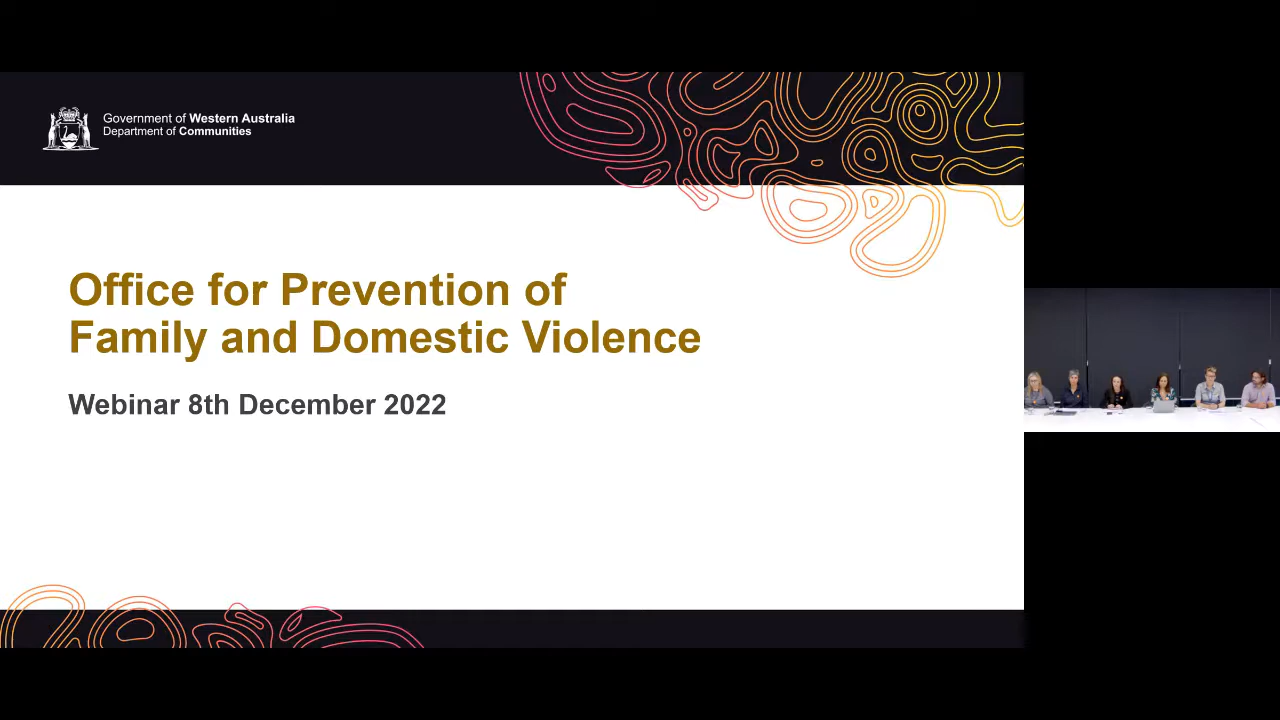 Government of Western Australia
Department of Communities
Office for Prevention of
Family and Domestic Violence
Webinar 8th December 2022